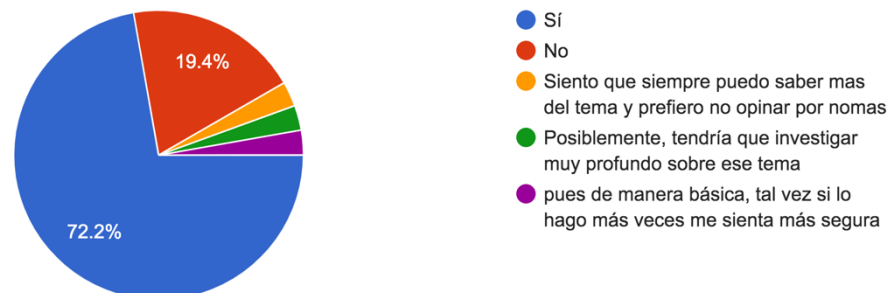 Sí
No
19.4%
Siento que siempre puedo saber mas
del tema y prefiero no opinar por nomas
Posiblemente, tendría que investigar
muy profundo sobre ese tema
pues de manera básica, tal vez si lo
hago más veces me sienta más segura
72.2%